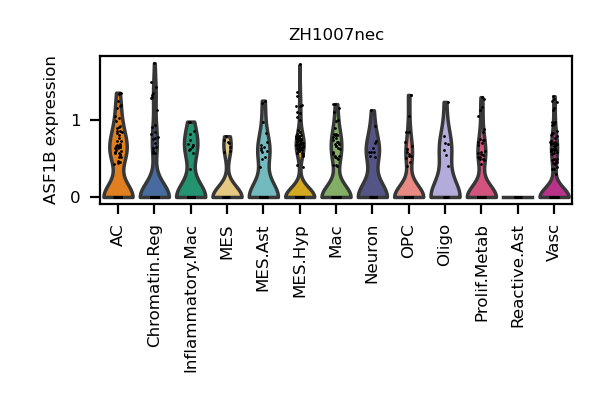 ZH1007nec
ASF1B expression
1
0
AC
Chromatin.Reg
Inflammatory.Mac
MES
MES.Ast
MES.Hyp
Mac
Neuron
OPC
Oligo
Prolif.Metab
Reactive.Ast
Vasc